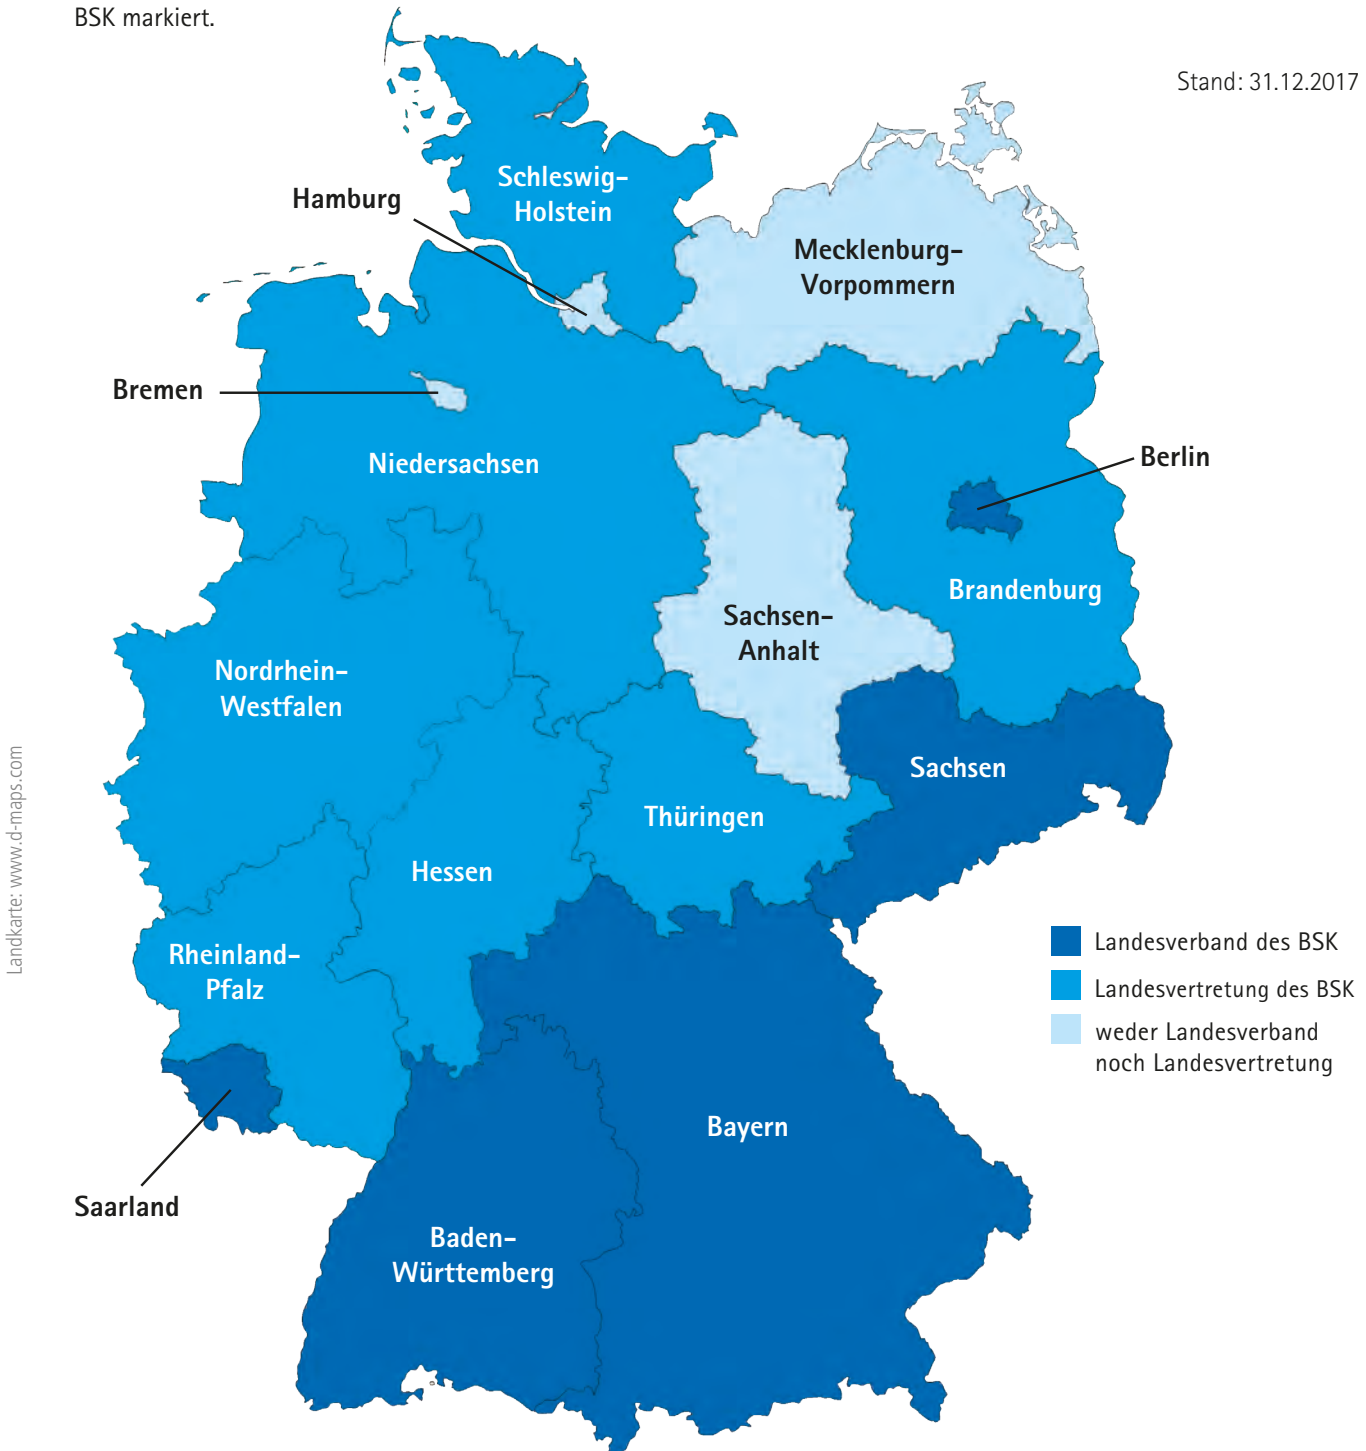 BSK markiert.
Stand: 31.12.2017
Schleswig-
Holstein
Hamburg
Mecklenburg-
Vorpommern
Bremen
Niedersachsen
Berlin
Brandenburg
Sachsen-
Anhalt
Nordrhein-
Westfalen
Sachsen
Thüringen
Hessen
Rheinland-
Pfalz
Landkarte: www.d-maps.com
Landesverband des BSK
Landesvertretung des BSK
weder Landesverband
noch Landesvertretung
Bayern
Saarland
Baden-
Württemberg